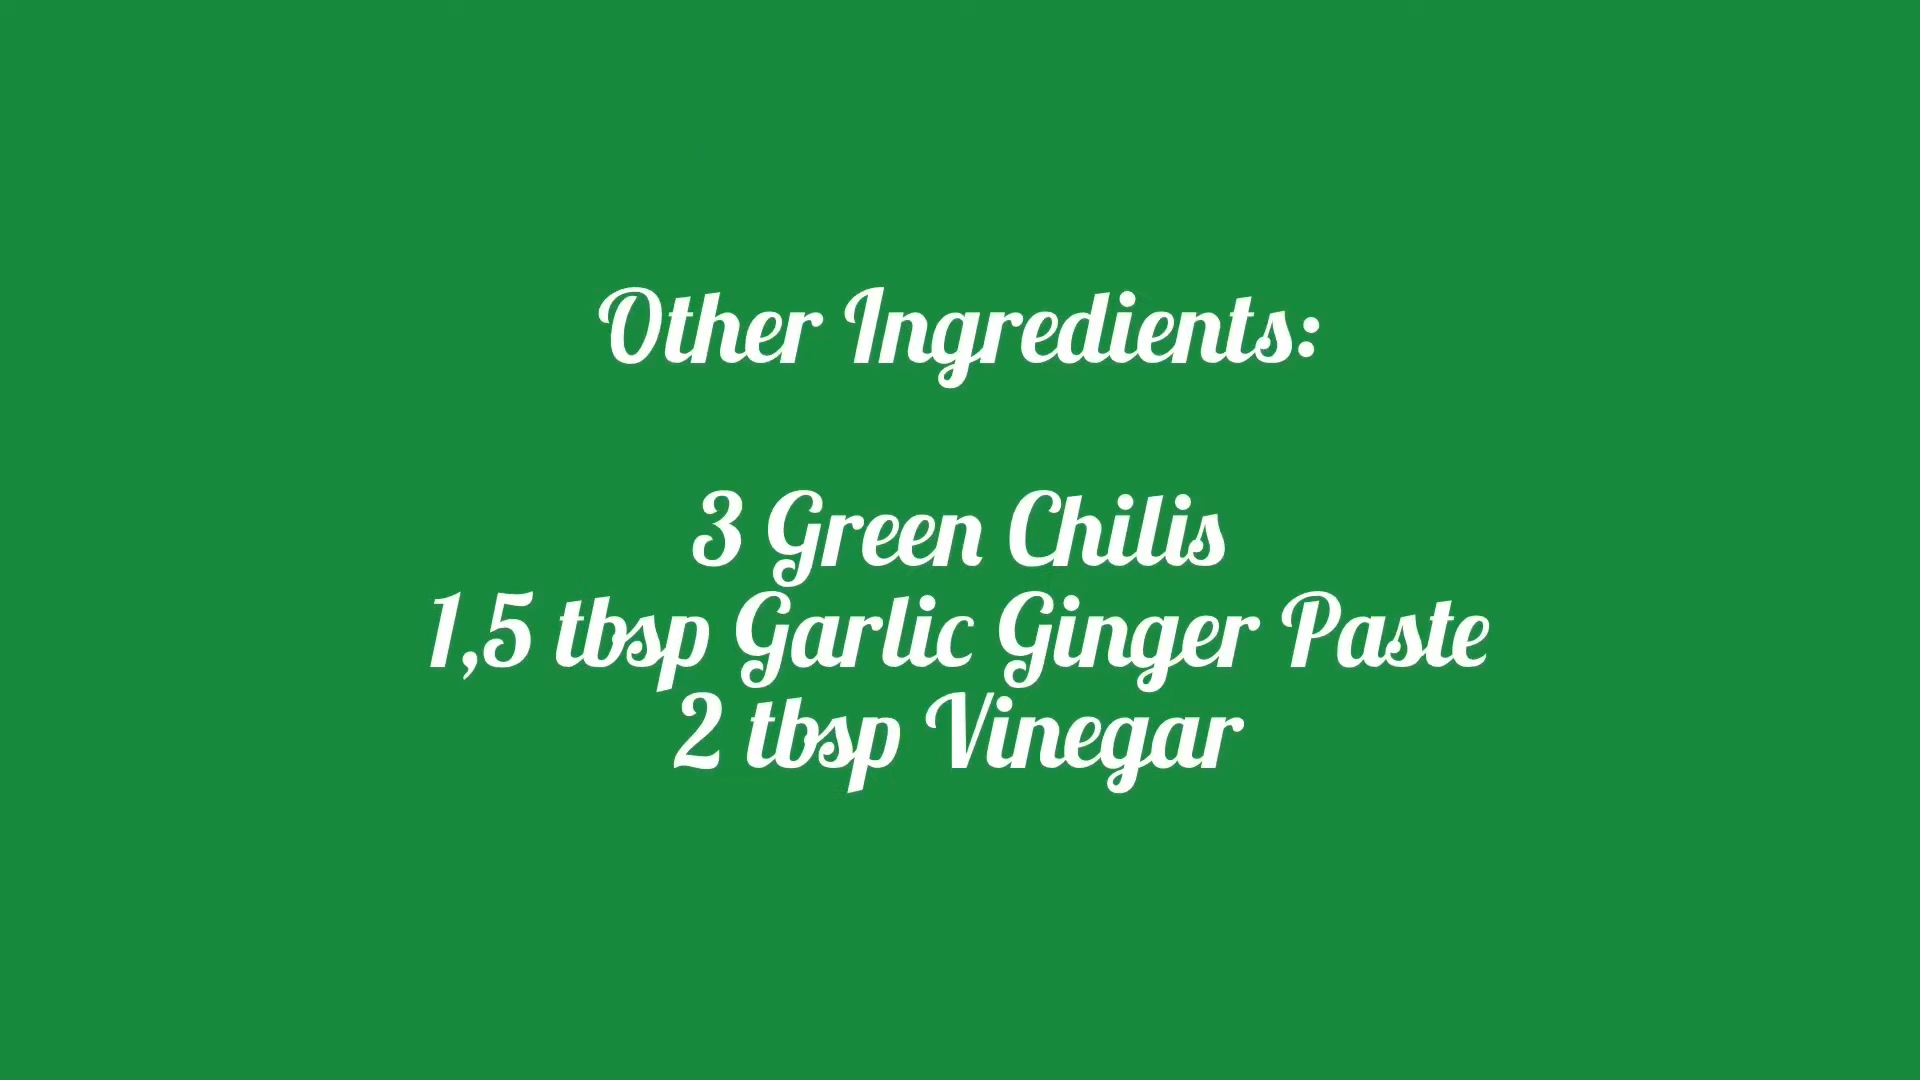 Other Ingredients:
3 Green Chilis
1,5 tbsp Garlic Ginger Paste
2 tbsp Vinegar